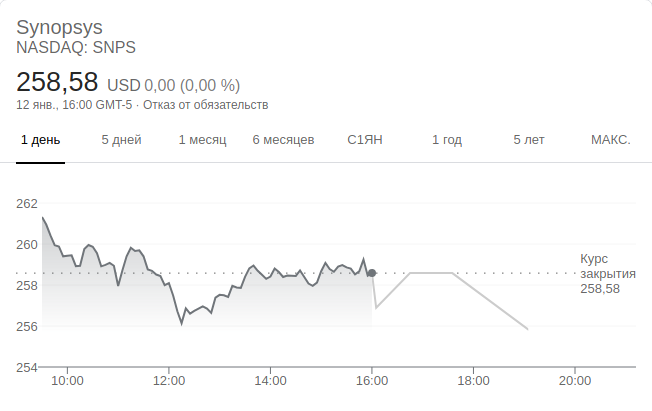 Synopsys
NASDAQ: SNPS
258,58 USD 0,00 (0,00 %)
12 янв., 16:00 GMT-5 · Отказ от обязательств
1 день 5 дней 1 месяц 6 месяцев С1ЯН 1 год 5 лет МАКС.
262
260
258
256
254
Курс
закрытия
258,58
10:00 12:00 14:00 16:00 18:00 20:00